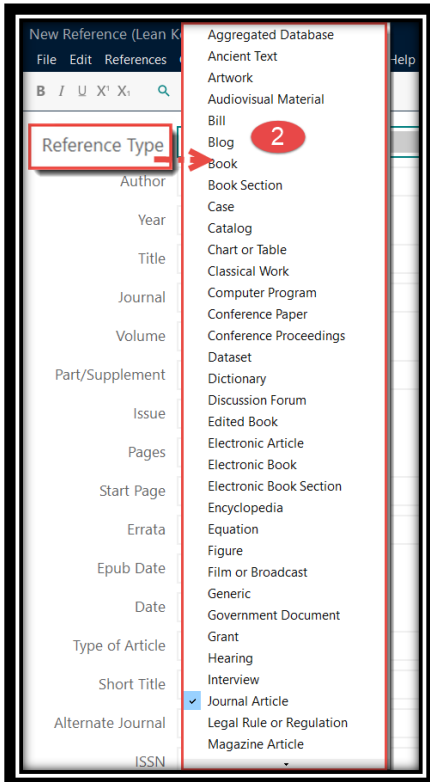 New Reference (Lean K
File Edit References Help
B I U X¹ X₁
Reference Type
Author
Year
Title
Journal
Volume
Part/Supplement
Issue
Pages
Start Page
Errata
Epub Date
Date
Type of Article
Short Title
Alternate Journal
ISSN
Aggregated Database
Ancient Text
Artwork
Audiovisual Material
Bill
Blog
2
Book
Book Section
Case
Catalog
Chart or Table
Classical Work
Computer Program
Conference Paper
Conference Proceedings
Dataset
Dictionary
Discussion Forum
Edited Book
Electronic Article
Electronic Book
Electronic Book Section
Encyclopedia
Equation
Figure
Film or Broadcast
Generic
Government Document
Grant
Hearing
Interview
Journal Article
Legal Rule or Regulation
Magazine Article